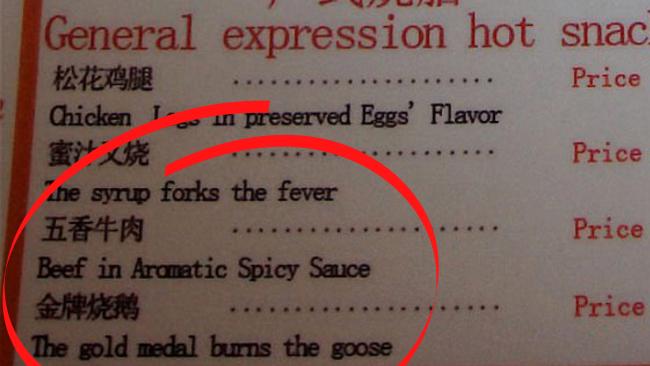 General expression hot snac
松花鸡腿 ........................ Price
Chicken Legs in preserved Eggs' Flavor
蜜汁叉烧 ........................ Price
The syrup forks the fever
五香牛肉 ........................ Price
Beef in Aromatic Spicy Sauce
金牌烧鹅 ........................ Price
The gold medal burns the goose